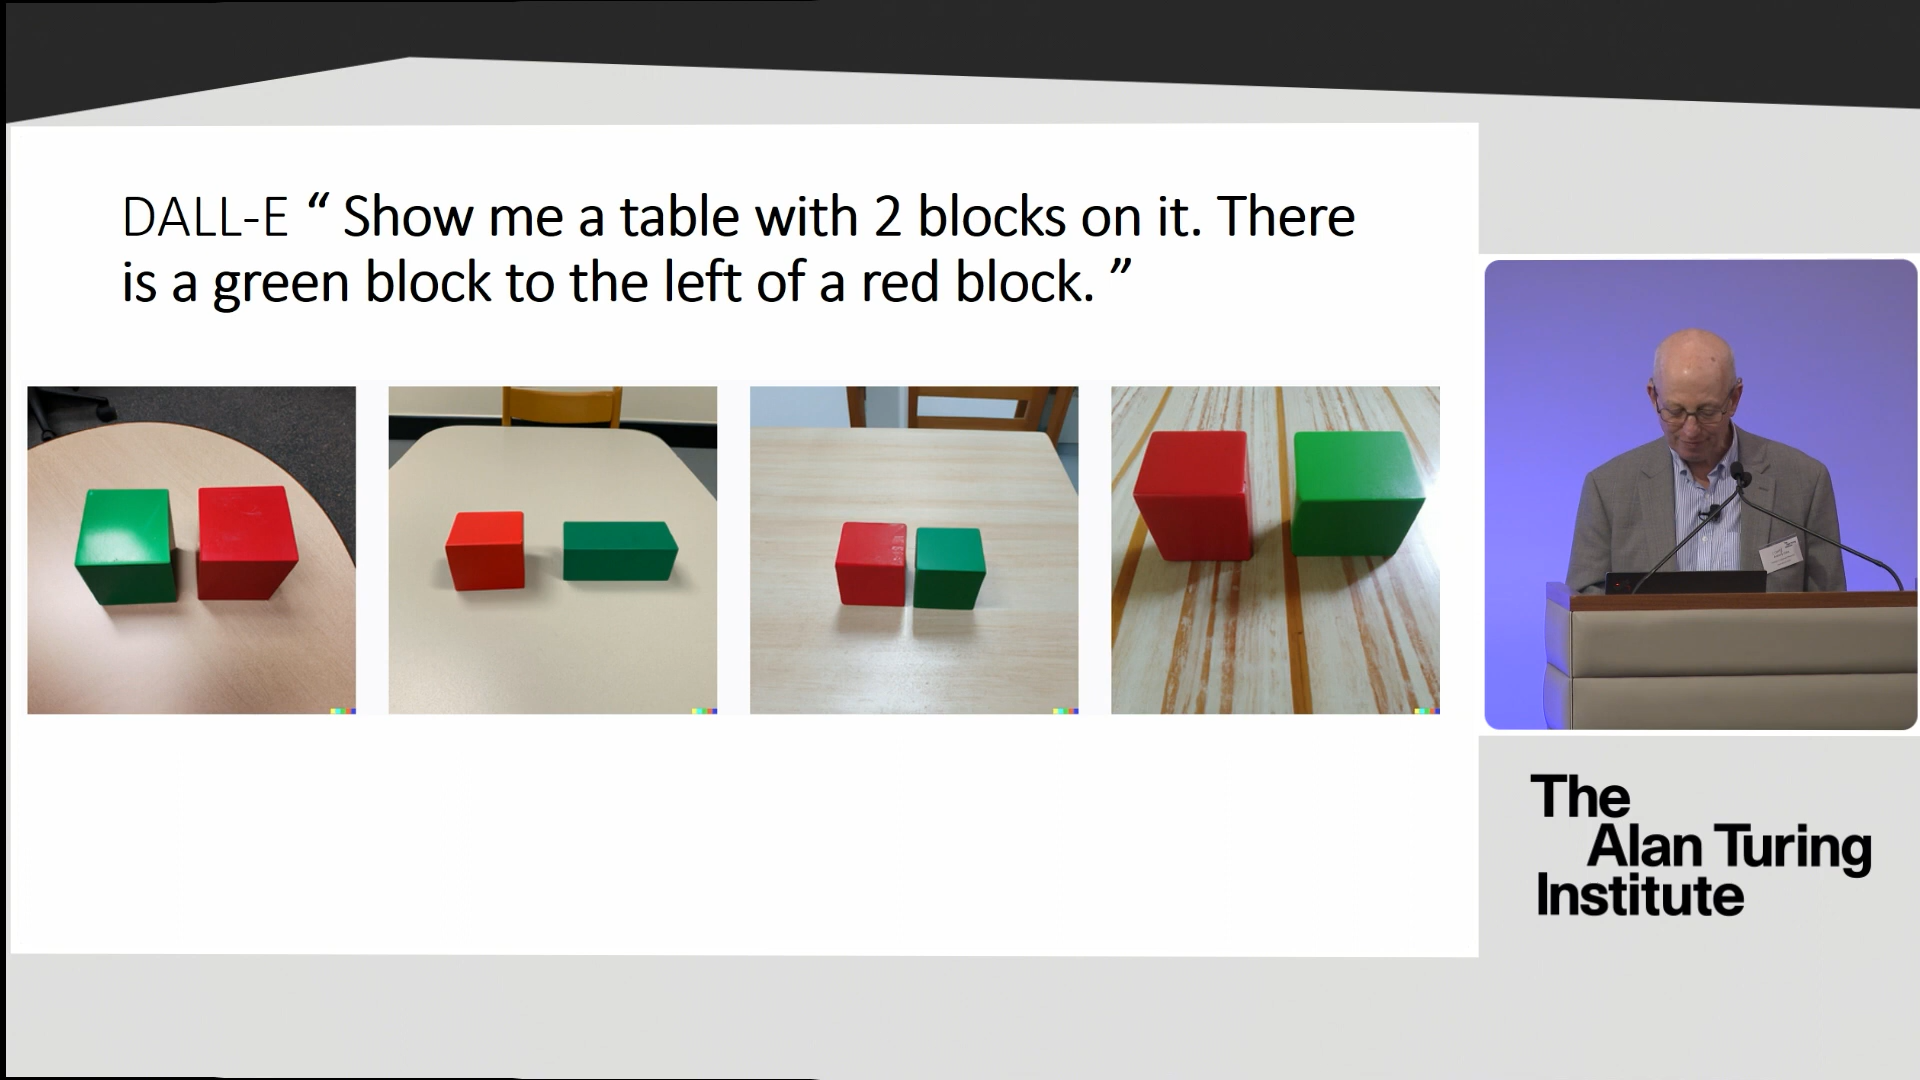 DALL-E “ Show me a table with 2 blocks on it. There
is a green block to the left of a red block. ”
The
Alan Turing
Institute